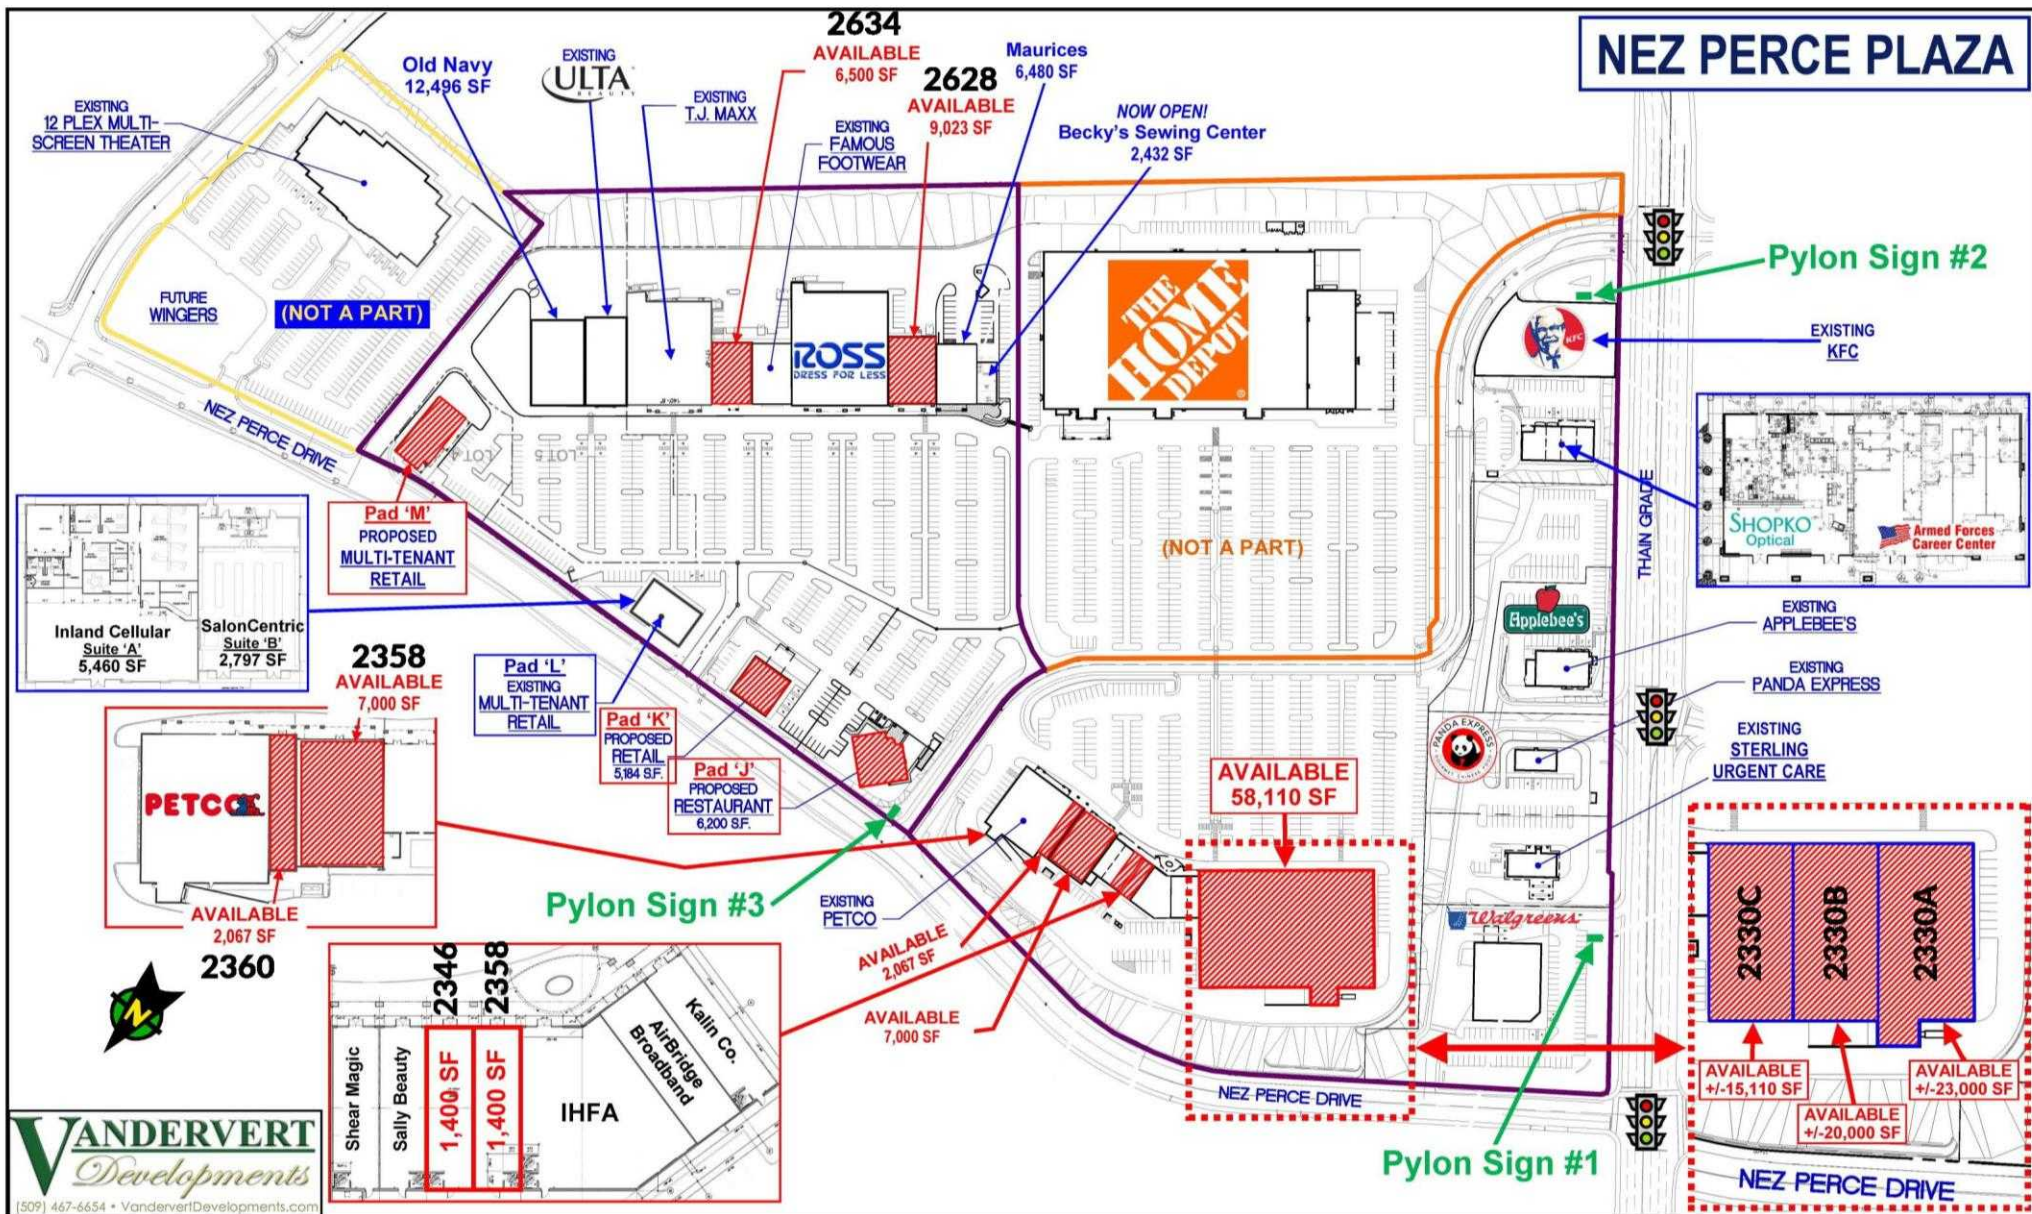 NEZ PERCE PLAZA
2634
AVAILABLE
6,500 SF
2628
AVAILABLE
9,023 SF
Maurices
6,480 SF
Old Navy
12,496 SF
EXISTING
ULTA
BEAUTY
EXISTING
T.J. MAXX
EXISTING
FAMOUS
FOOTWEAR
NOW OPEN!
Becky's Sewing Center
2,432 SF
EXISTING
12 PLEX MULTI-
SCREEN THEATER
FUTURE
WINGERS
(NOT A PART)
NEZ PERCE DRIVE
ROSS
DRESS FOR LESS
THE
HOME
DEPOT
Pylon Sign #2
KFC
EXISTING
KFC
THAIN GRADE
SHOPKO
Optical
Armed Forces
Career Center
(NOT A PART)
LOT 5
Pad 'M'
PROPOSED
MULTI-TENANT
RETAIL
Inland Cellular
Suite 'A'
5,460 SF
SalonCentric
Suite 'B'
2,797 SF
Pad 'L'
EXISTING
MULTI-TENANT
RETAIL
Pad 'K'
PROPOSED
RETAIL
5,184 S.F.
Pad 'J'
PROPOSED
RESTAURANT
6,200 S.F.
Applebee's
EXISTING
APPLEBEE'S
EXISTING
PANDA EXPRESS
PANDA EXPRESS
GOURMET CHINESE FOOD
EXISTING
STERLING
URGENT CARE
2358
AVAILABLE
7,000 SF
PETCO
AVAILABLE
2,067 SF
2360
Pylon Sign #3
EXISTING
PETCO
AVAILABLE
2,067 SF
AVAILABLE
7,000 SF
AVAILABLE
58,110 SF
Walgreens
2330C
2330B
2330A
AVAILABLE
+/-15,110 SF
AVAILABLE
+/-20,000 SF
AVAILABLE
+/-23,000 SF
NEZ PERCE DRIVE
N
2346
2358
Shear Magic
Sally Beauty
1,400 SF
1,400 SF
IHFA
AirBridge
Broadband
Kalin Co.
NEZ PERCE DRIVE
Pylon Sign #1
VANDERVERT
Developments
(509) 467-6654 • VandervertDevelopments.com